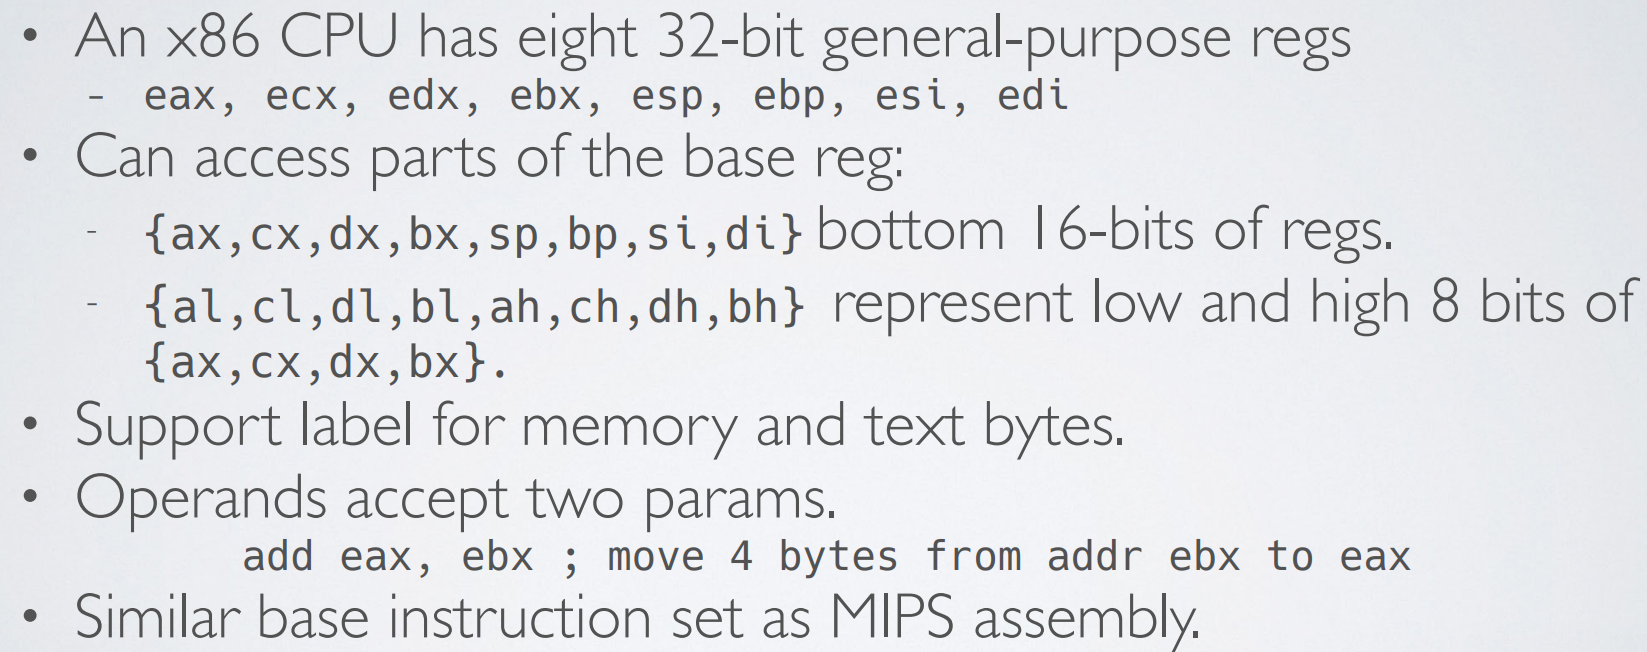 • An x86 CPU has eight 32-bit general-purpose regs
- eax, ecx, edx, ebx, esp, ebp, esi, edi
• Can access parts of the base reg:
- {ax,cx,dx,bx,sp,bp,si,di} bottom 16-bits of regs.
- {al,cl,dl,bl,ah,ch,dh,bh} represent low and high 8 bits of
{ax,cx,dx,bx}.
• Support label for memory and text bytes.
• Operands accept two params.
add eax, ebx ; move 4 bytes from addr ebx to eax
• Similar base instruction set as MIPS assembly.